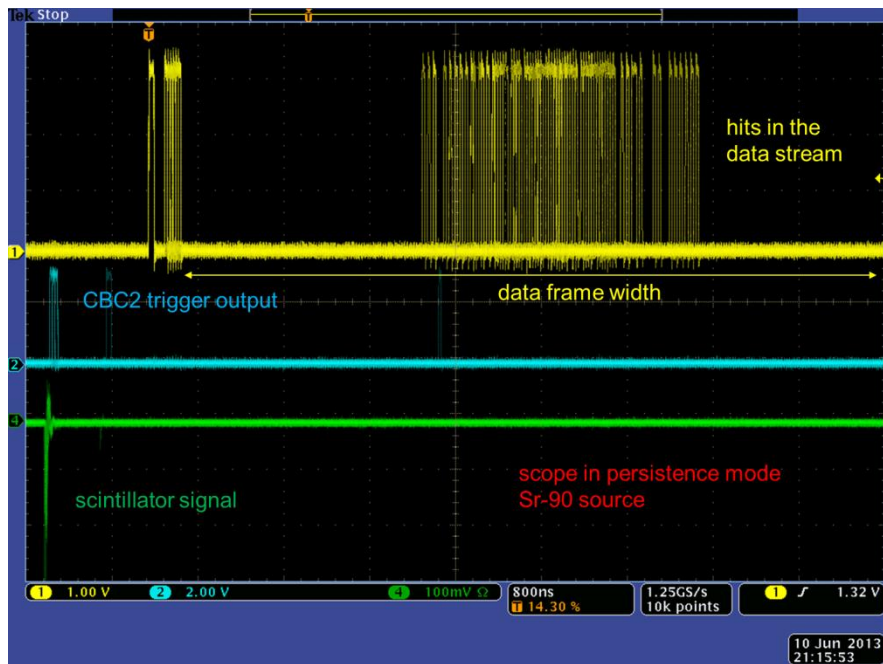 Tek Stop
T
T
hits in the
data stream
1
CBC2 trigger output
data frame width
2
4
scope in persistence mode
Sr-90 source
scintillator signal
1 1.00 V 2 2.00 V 4 100mV Ω
800ns
T 14.30 %
1.25GS/s
10k points
1 1.32 V
10 Jun 2013
21:15:53